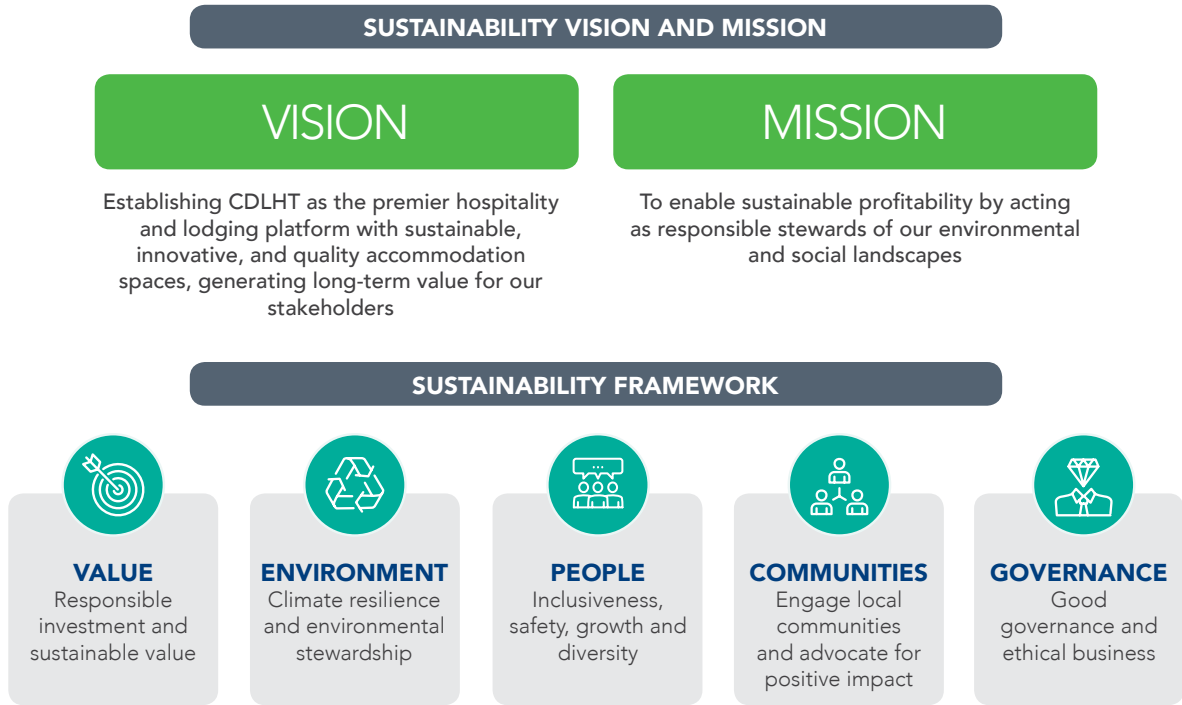 SUSTAINABILITY VISION AND MISSION
VISION
Establishing CDLHT as the premier hospitality
and lodging platform with sustainable,
innovative, and quality accommodation
spaces, generating long-term value for our
stakeholders
MISSION
To enable sustainable profitability by acting
as responsible stewards of our environmental
and social landscapes
SUSTAINABILITY FRAMEWORK
VALUE
Responsible
investment and
sustainable value
ENVIRONMENT
Climate resilience
and environmental
stewardship
PEOPLE
Inclusiveness,
safety, growth and
diversity
COMMUNITIES
Engage local
communities
and advocate for
positive impact
GOVERNANCE
Good
governance and
ethical business